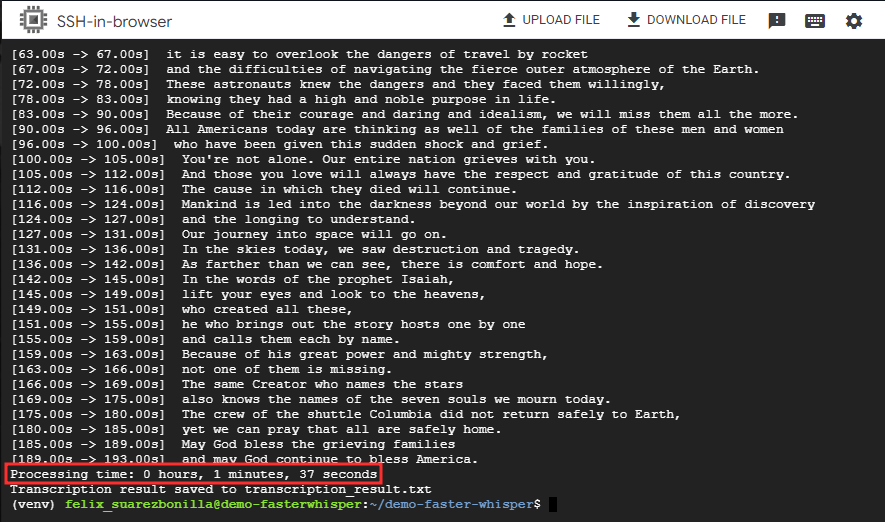 SSH-in-browser UPLOAD FILE DOWNLOAD FILE
[63.00s -> 67.00s]  it is easy to overlook the dangers of travel by rocket
[67.00s -> 72.00s]  and the difficulties of navigating the fierce outer atmosphere of the Earth.
[72.00s -> 78.00s]  These astronauts knew the dangers and they faced them willingly,
[78.00s -> 83.00s]  knowing they had a high and noble purpose in life.
[83.00s -> 90.00s]  Because of their courage and daring and idealism, we will miss them all the more.
[90.00s -> 96.00s]  All Americans today are thinking as well of the families of these men and women
[96.00s -> 100.00s]  who have been given this sudden shock and grief.
[100.00s -> 105.00s]  You're not alone. Our entire nation grieves with you.
[105.00s -> 112.00s]  And those you love will always have the respect and gratitude of this country.
[112.00s -> 116.00s]  The cause in which they died will continue.
[116.00s -> 124.00s]  Mankind is led into the darkness beyond our world by the inspiration of discovery
[124.00s -> 127.00s]  and the longing to understand.
[127.00s -> 131.00s]  Our journey into space will go on.
[131.00s -> 136.00s]  In the skies today, we saw destruction and tragedy.
[136.00s -> 142.00s]  As farther than we can see, there is comfort and hope.
[142.00s -> 145.00s]  In the words of the prophet Isaiah,
[145.00s -> 149.00s]  lift your eyes and look to the heavens,
[149.00s -> 151.00s]  who created all these,
[151.00s -> 155.00s]  he who brings out the story hosts one by one
[155.00s -> 159.00s]  and calls them each by name.
[159.00s -> 163.00s]  Because of his great power and mighty strength,
[163.00s -> 166.00s]  not one of them is missing.
[166.00s -> 169.00s]  The same Creator who names the stars
[169.00s -> 175.00s]  also knows the names of the seven souls we mourn today.
[175.00s -> 180.00s]  The crew of the shuttle Columbia did not return safely to Earth,
[180.00s -> 185.00s]  yet we can pray that all are safely home.
[185.00s -> 189.00s]  May God bless the grieving families
[189.00s -> 193.00s]  and may God continue to bless America.
Processing time: 0 hours, 1 minutes, 37 seconds
Transcription result saved to transcription_result.txt
(venv) felix_suarezbonilla@demo-fasterwhisper:~/demo-faster-whisper$